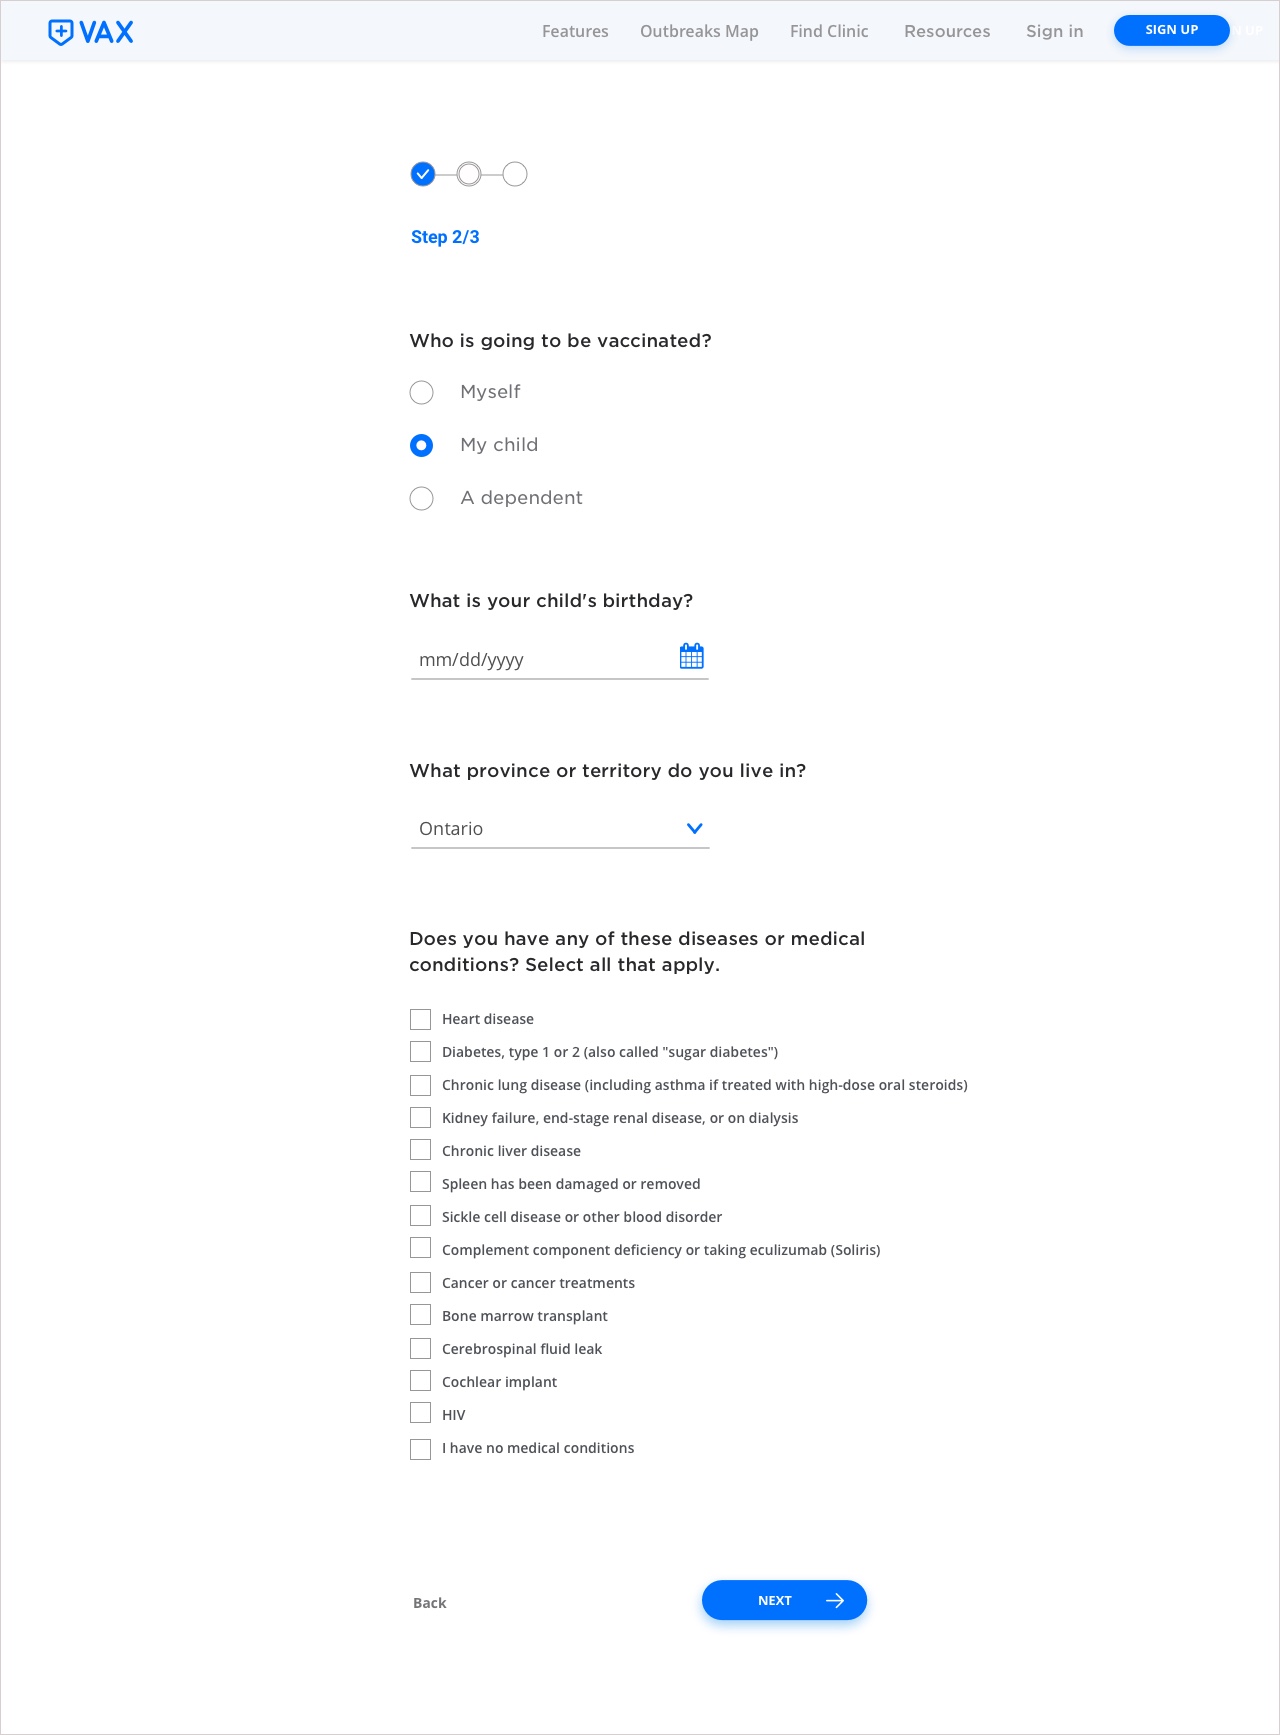 VAX
Features
Outbreaks Map
Find Clinic
Resources
Sign in
SIGN UP
Step 2/3
Who is going to be vaccinated?
Myself
My child
A dependent
What is your child's birthday?
mm/dd/yyyy
What province or territory do you live in?
Ontario
Does you have any of these diseases or medical
conditions? Select all that apply.
Heart disease
Diabetes, type 1 or 2 (also called "sugar diabetes")
Chronic lung disease (including asthma if treated with high-dose oral steroids)
Kidney failure, end-stage renal disease, or on dialysis
Chronic liver disease
Spleen has been damaged or removed
Sickle cell disease or other blood disorder
Complement component deficiency or taking eculizumab (Soliris)
Cancer or cancer treatments
Bone marrow transplant
Cerebrospinal fluid leak
Cochlear implant
HIV
I have no medical conditions
Back
NEXT